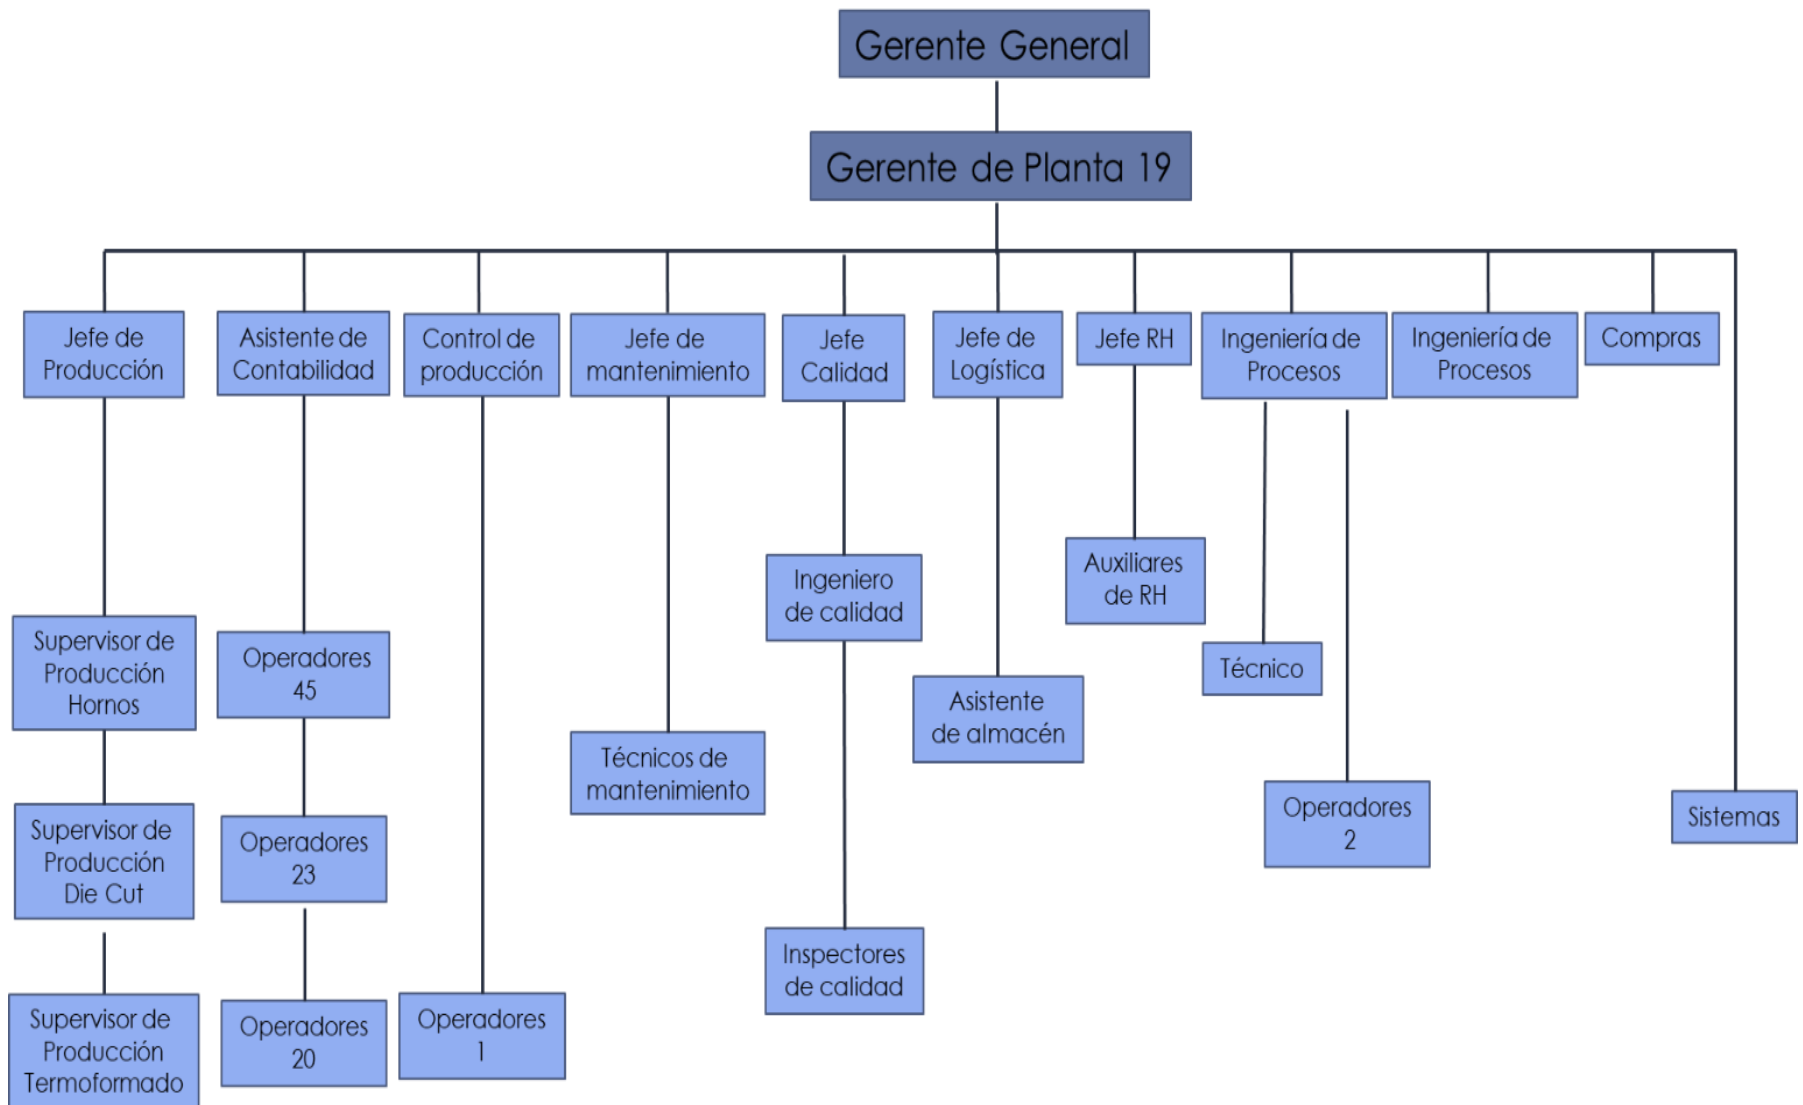 Gerente General
Gerente de Planta 19
Jefe de
Producción
Asistente de
Contabilidad
Control de
producción
Jefe de
mantenimiento
Jefe
Calidad
Jefe de
Logística
Jefe RH
Ingeniería de
Procesos
Ingeniería de
Procesos
Compras
Supervisor de
Producción
Hornos
Operadores
45
Técnicos de
mantenimiento
Ingeniero
de calidad
Asistente
de almacén
Auxiliares
de RH
Técnico
Operadores
2
Sistemas
Supervisor de
Producción
Die Cut
Operadores
23
Inspectores
de calidad
Supervisor de
Producción
Termoformado
Operadores
20
Operadores
1